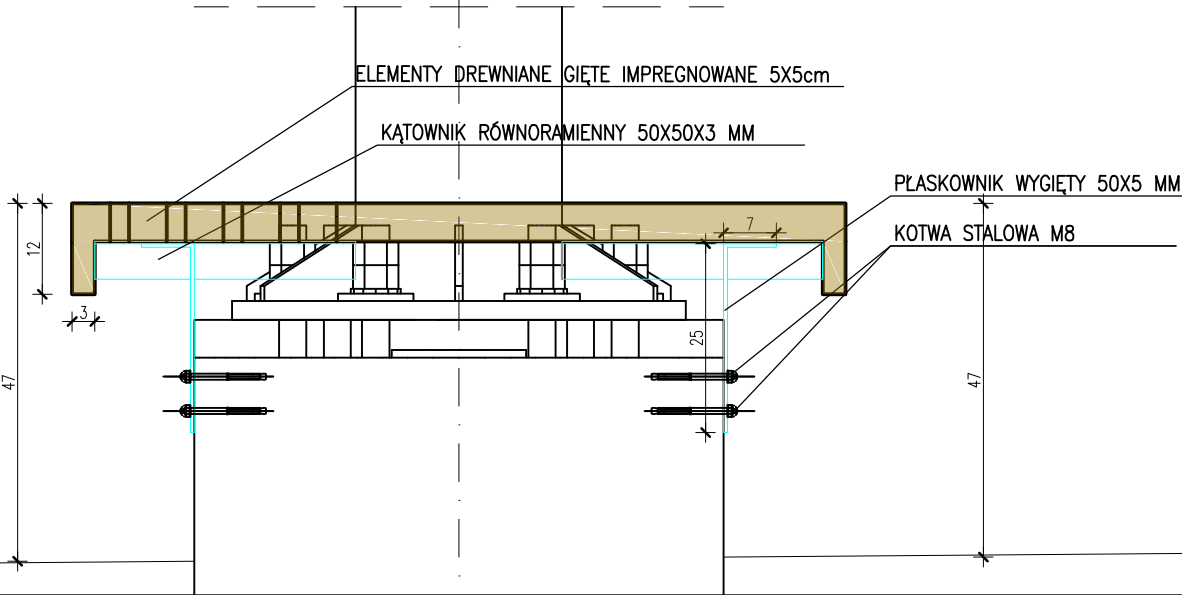 ELEMENTY DREWNIANE GIĘTE IMPREGNOWANE 5X5cm
KĄTOWNIK RÓWNORAMIENNY 50X50X3 MM
PŁASKOWNIK WYGIĘTY 50X5 MM
KOTWA STALOWA M8
12
7
3
25
47
47